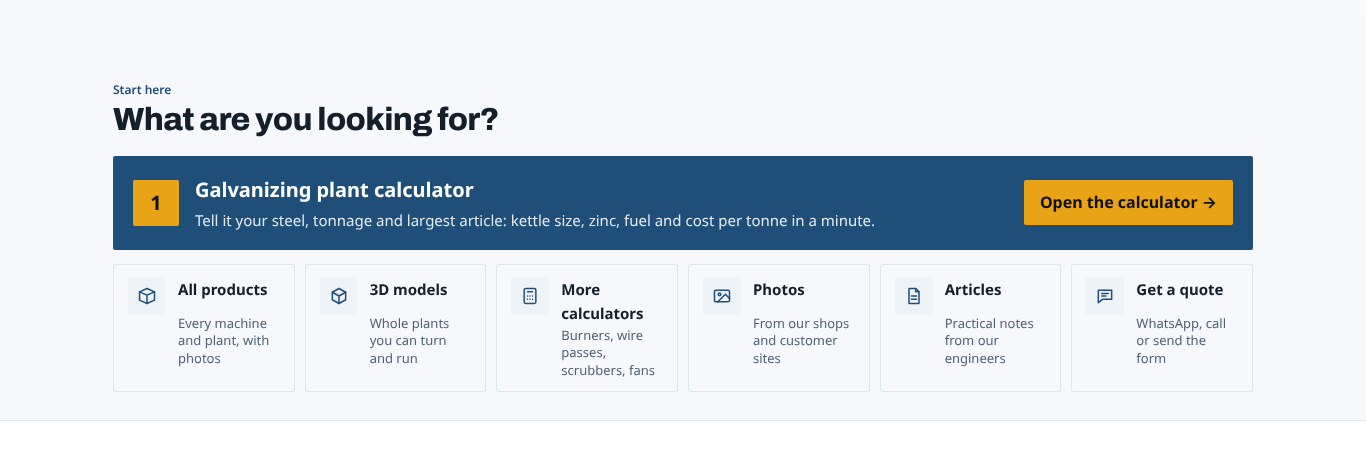 Start here
What are you looking for?
1
Galvanizing plant calculator
Tell it your steel, tonnage and largest article: kettle size, zinc, fuel and cost per tonne in a minute.
Open the calculator →
All products
Every machine
and plant, with
photos
3D models
Whole plants
you can turn
and run
More
calculators
Burners, wire
passes,
scrubbers, fans
Photos
From our shops
and customer
sites
Articles
Practical notes
from our
engineers
Get a quote
WhatsApp, call
or send the
form